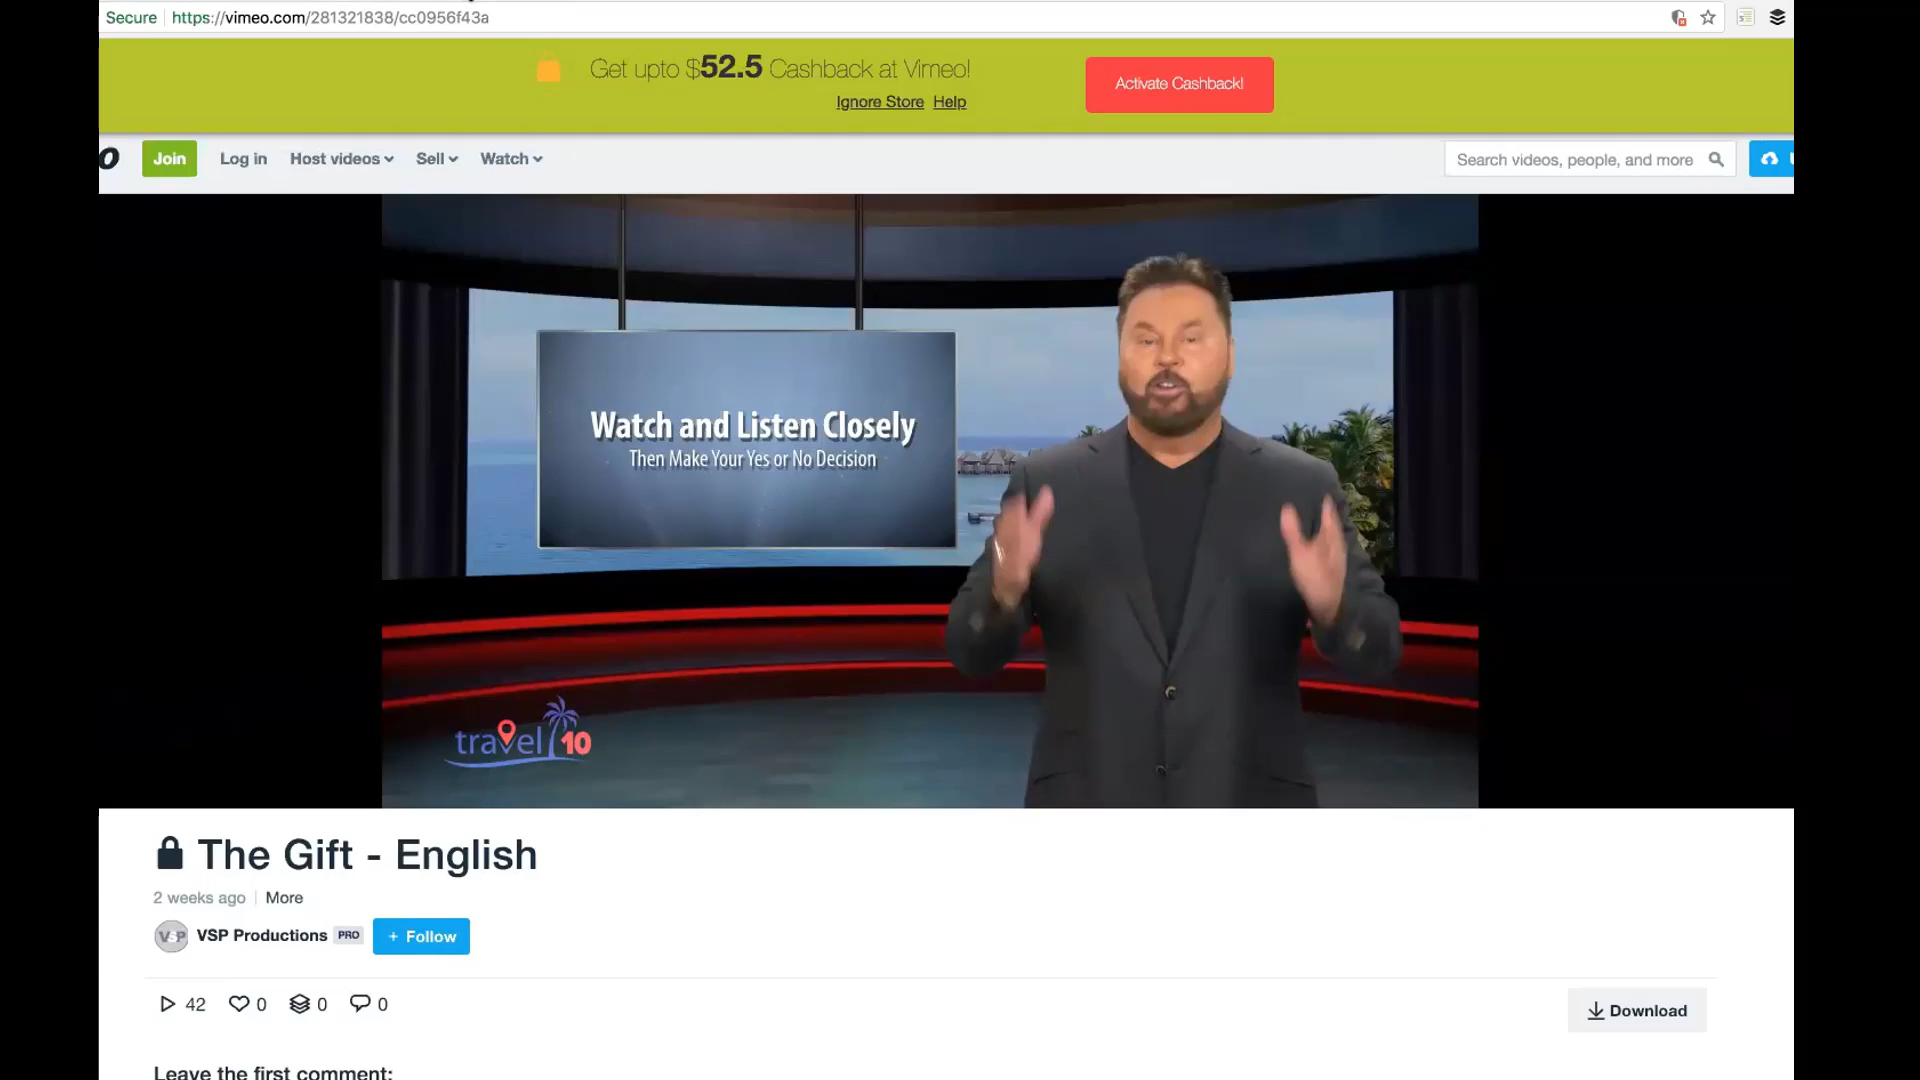 Secure https://vimeo.com/281321838/cc0956f43a
Get upto $52.5 Cashback at Vimeo!
Ignore Store Help
Activate Cashback!
o Join Log in Host videos Sell Watch Search videos, people, and more
Watch and Listen Closely
Then Make Your Yes or No Decision
travel 10
The Gift - English
2 weeks ago More
VSP VSP Productions PRO + Follow
42 0 0 0
Download
Leave the first comment: